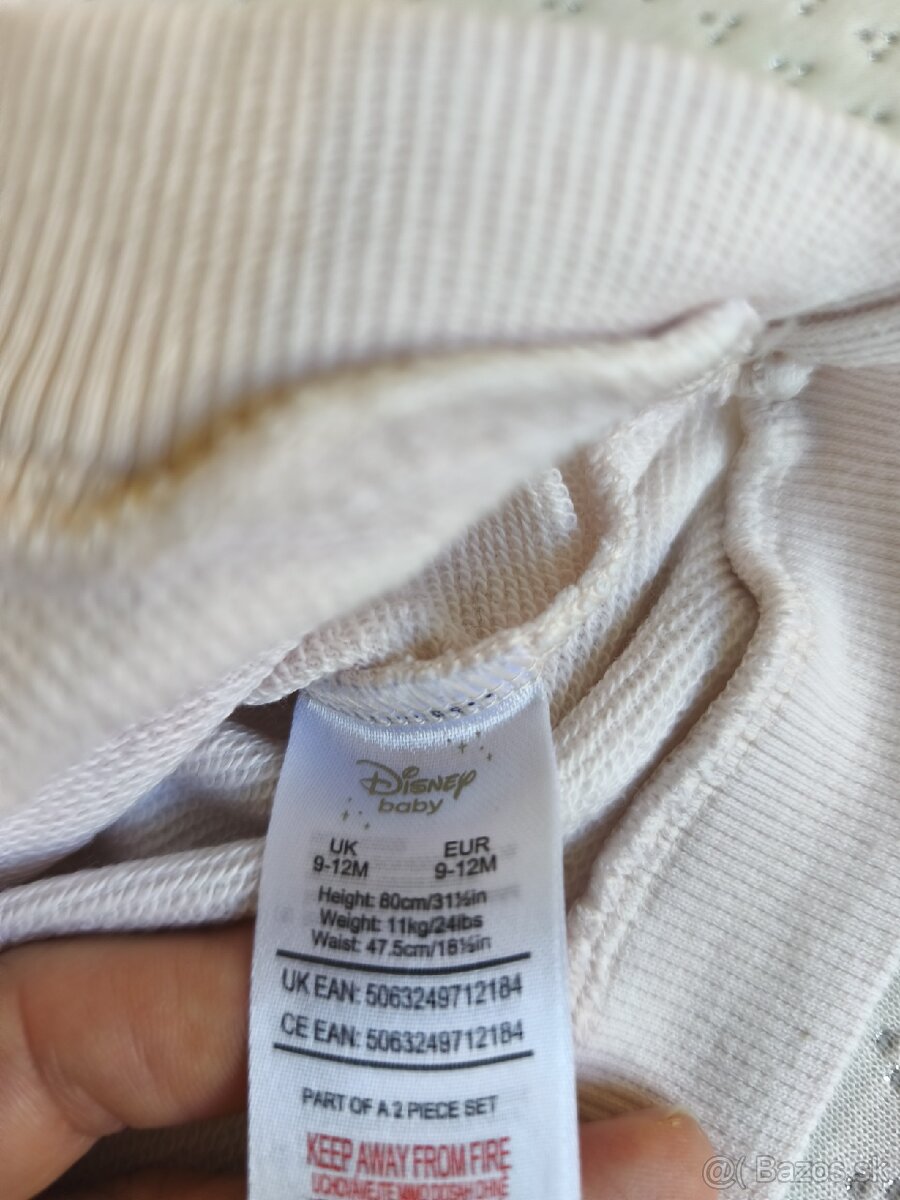 Disney
baby
UK EUR
9-12M 9-12M
Height: 80cm/31½in
Weight: 11kg/24lbs
Waist: 47.5cm/18½in
UK EAN: 5063249712184
CE EAN: 5063249712184
PART OF A 2 PIECE SET
KEEP AWAY FROM FIRE
@( Bazos.sk